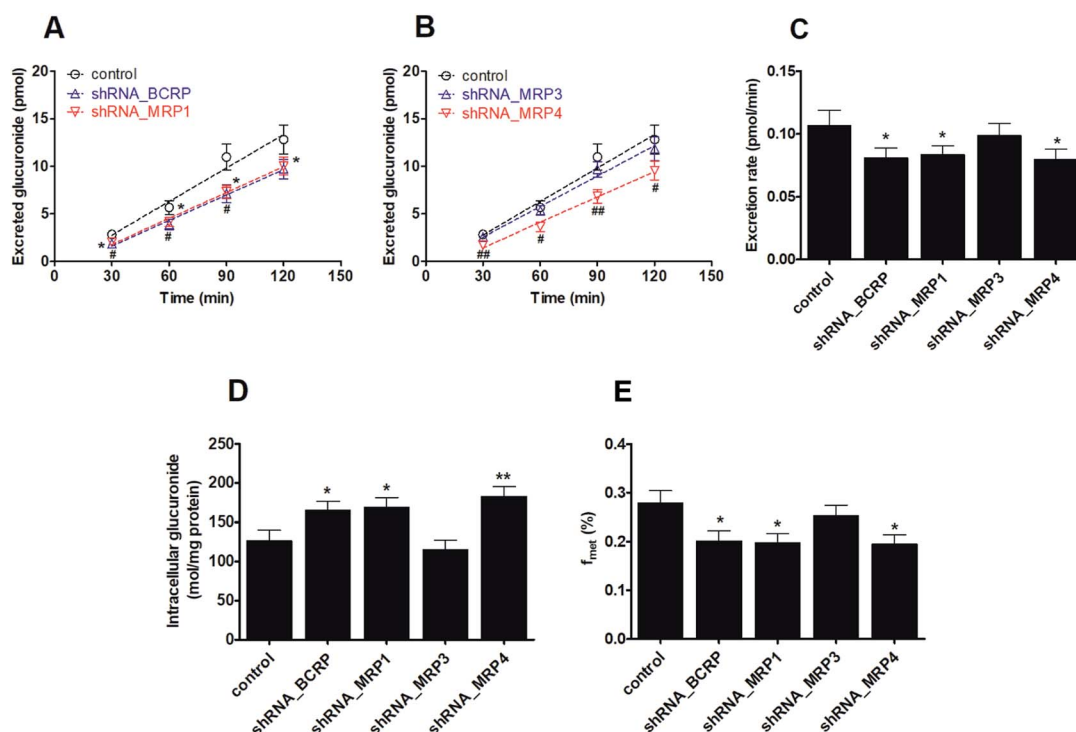 A
control
shRNA_BCRP
shRNA_MRP1
Excreted glucuronide (pmol)
20
15
10
5
0
* # * # * # *
0 30 60 90 120 150
Time (min)
B
control
shRNA_MRP3
shRNA_MRP4
Excreted glucuronide (pmol)
20
15
10
5
0
## # ## #
0 30 60 90 120 150
Time (min)
C
Excretion rate (pmol/min)
0.15
0.10
0.05
0.00
* * *
control
shRNA_BCRP
shRNA_MRP1
shRNA_MRP3
shRNA_MRP4
D
Intracellular glucuronide
(mol/mg protein)
250
200
150
100
50
0
* * **
control
shRNA_BCRP
shRNA_MRP1
shRNA_MRP3
shRNA_MRP4
E
fmet (%)
0.4
0.3
0.2
0.1
0.0
* * *
control
shRNA_BCRP
shRNA_MRP1
shRNA_MRP3
shRNA_MRP4